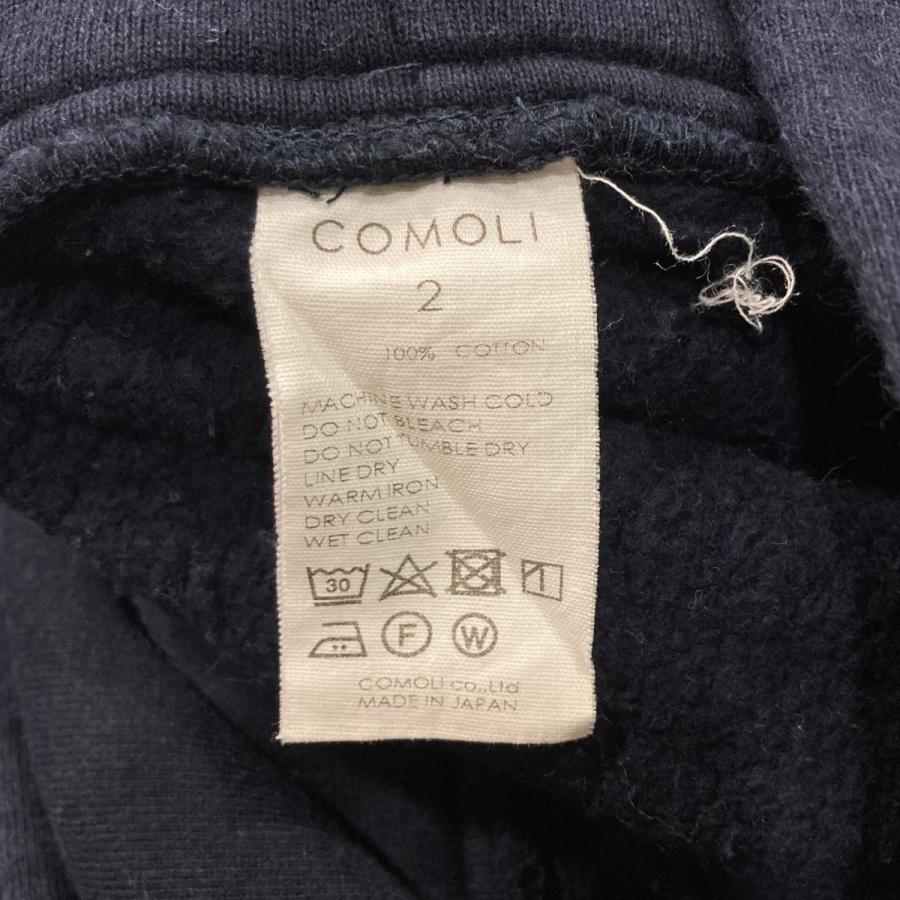 COMOLI
2
100% COTTON
MACHINE WASH COLD
DO NOT BLEACH
DO NOT TUMBLE DRY
LINE DRY
WARM IRON
DRY CLEAN
WET CLEAN
30
F W
COMOLI co.,Ltd
MADE IN JAPAN